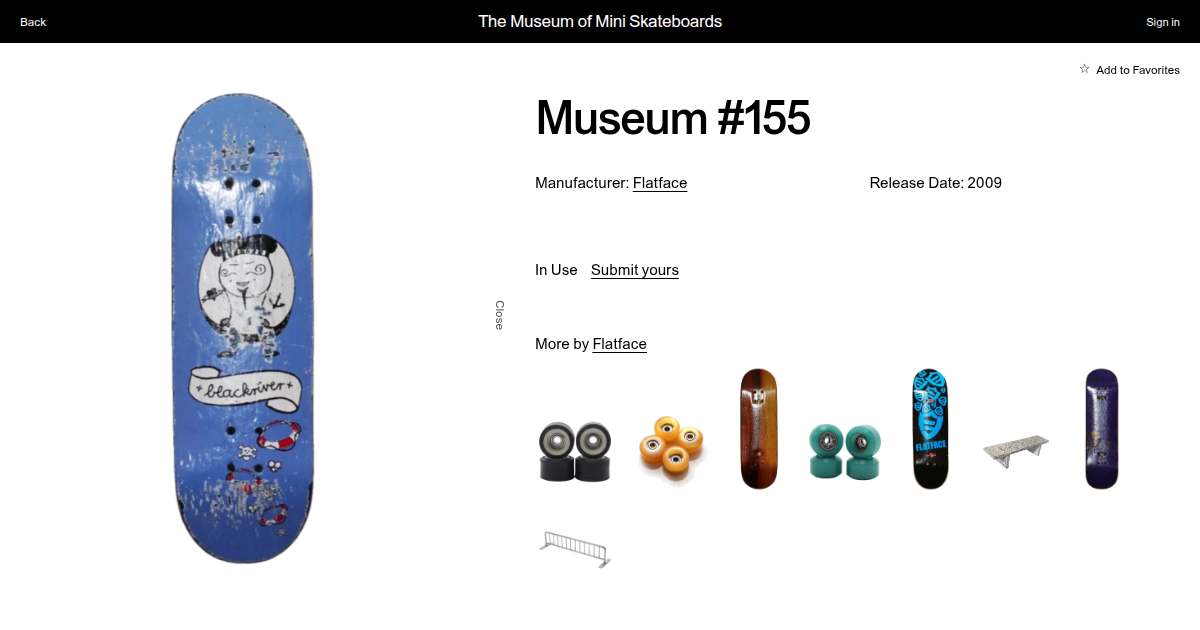 Back
The Museum of Mini Skateboards
Sign in
☆ Add to Favorites
Museum #155
Manufacturer: Flatface
Release Date: 2009
In Use Submit yours
Close
More by Flatface
+blackriver+
FLATFACE